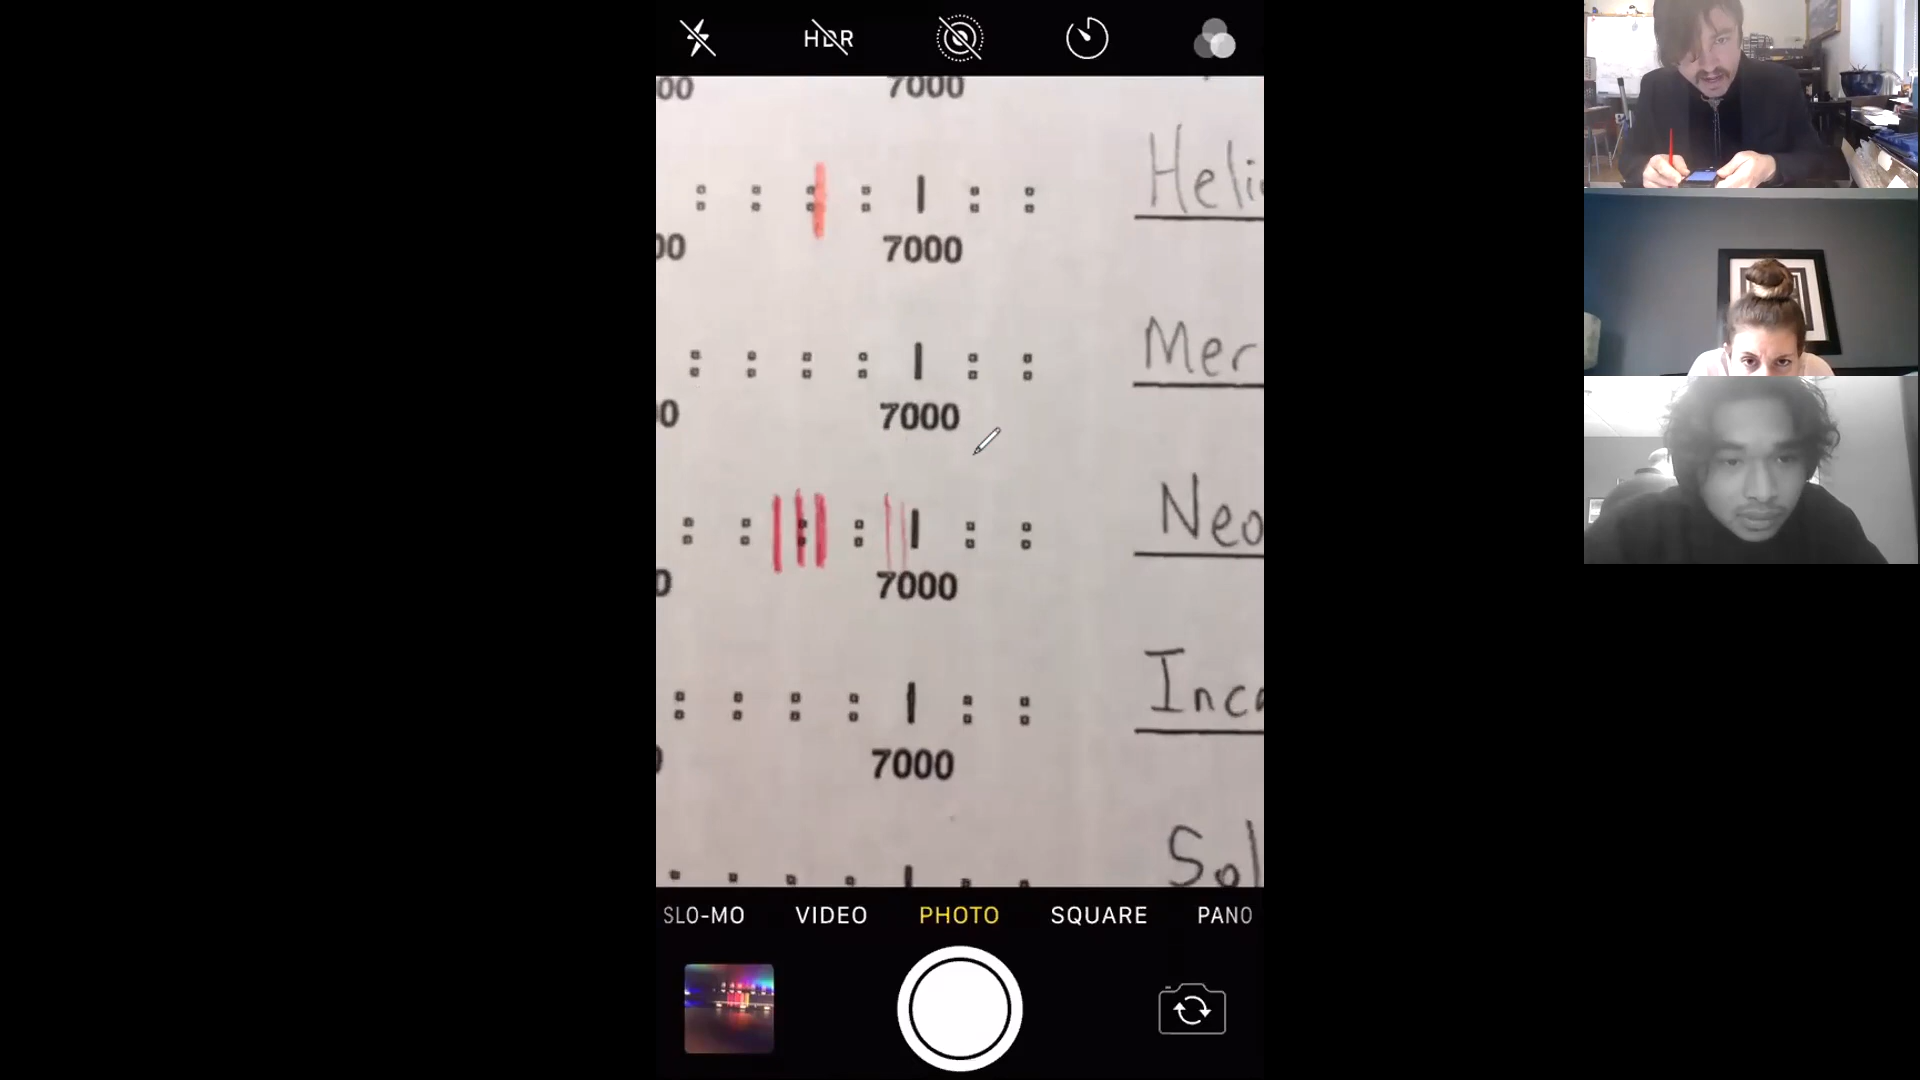 HDR
00 7000
Heli
00 7000
Mer
0 7000
Neo
0 7000
Inca
7000
Sol
SLO-MO VIDEO PHOTO SQUARE PANO